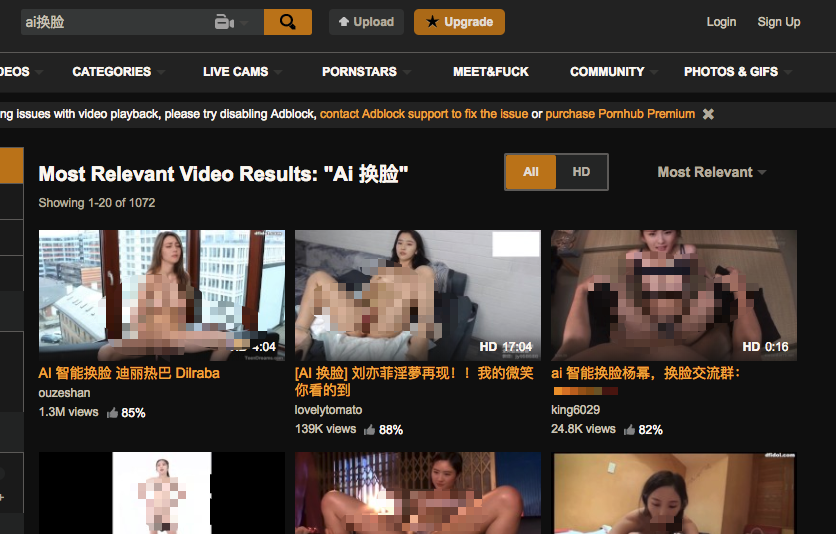 ai换脸
Upload
Upgrade
Login
Sign Up
DEOS
CATEGORIES
LIVE CAMS
PORNSTARS
MEET&FUCK
COMMUNITY
PHOTOS & GIFS
ng issues with video playback, please try disabling Adblock, contact Adblock support to fix the issue or purchase Pornhub Premium
Most Relevant Video Results: "Ai 换脸"
All
HD
Most Relevant
Showing 1-20 of 1072
4:04
HD 17:04
HD 0:16
AI 智能换脸 迪丽热巴 Dilraba
ouzeshan
1.3M views 85%
[AI 换脸] 刘亦菲淫夢再现！！我的微笑
你看的到
lovelytomato
139K views 88%
ai 智能换脸杨幂，换脸交流群：
king6029
24.8K views 82%
dfidol.com